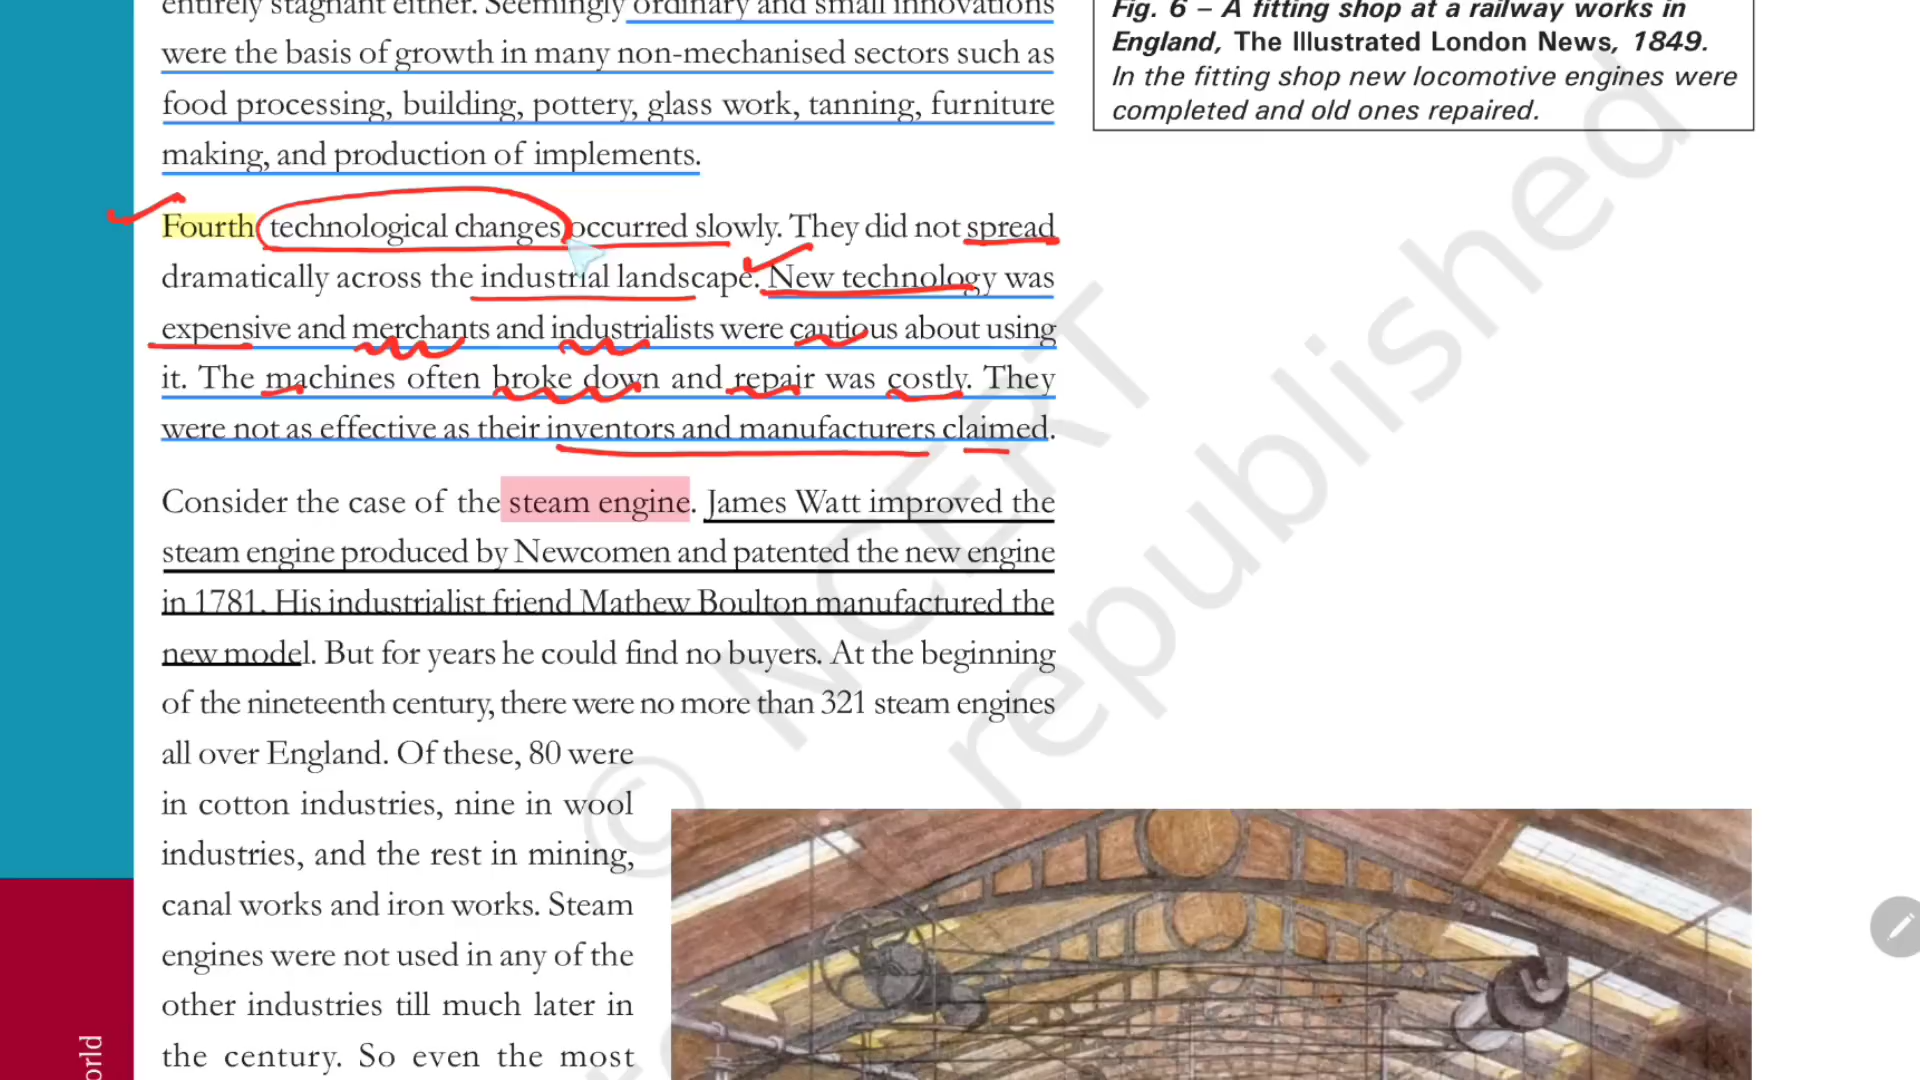 entirely stagnant either. Seemingly ordinary and small innovations
were the basis of growth in many non-mechanised sectors such as
food processing, building, pottery, glass work, tanning, furniture
making, and production of implements.
Fourth technological changes occurred slowly. They did not spread
dramatically across the industrial landscape. New technology was
expensive and merchants and industrialists were cautious about using
it. The machines often broke down and repair was costly. They
were not as effective as their inventors and manufacturers claimed.
Consider the case of the steam engine. James Watt improved the
steam engine produced by Newcomen and patented the new engine
in 1781. His industrialist friend Mathew Boulton manufactured the
new model. But for years he could find no buyers. At the beginning
of the nineteenth century, there were no more than 321 steam engines
all over England. Of these, 80 were
in cotton industries, nine in wool
industries, and the rest in mining,
canal works and iron works. Steam
engines were not used in any of the
other industries till much later in
the century. So even the most
Fig. 6 – A fitting shop at a railway works in
England, The Illustrated London News, 1849.
In the fitting shop new locomotive engines were
completed and old ones repaired.
© NCERT
republished
orld